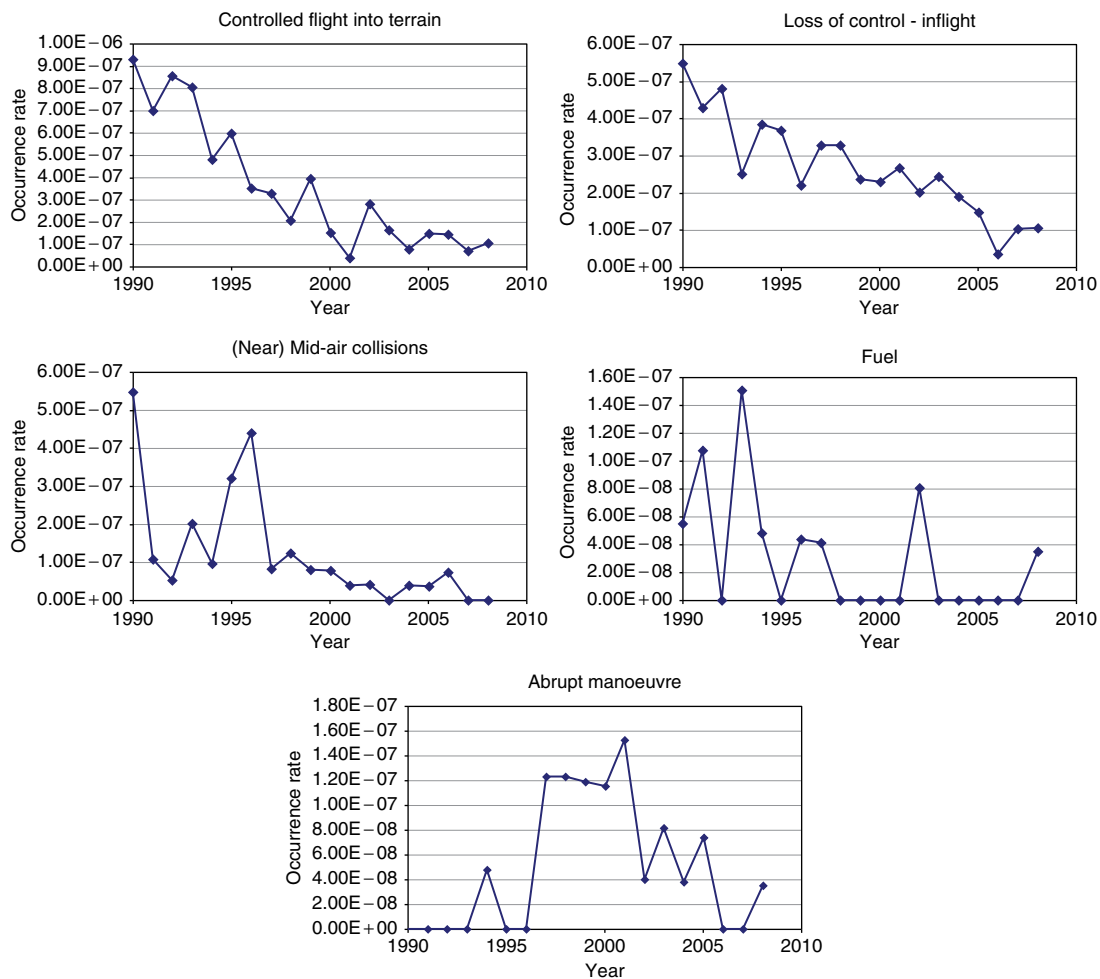 Controlled flight into terrain
Occurrence rate
1.00E−06
9.00E−07
8.00E−07
7.00E−07
6.00E−07
5.00E−07
4.00E−07
3.00E−07
2.00E−07
1.00E−07
0.00E+00
1990 1995 2000 2005 2010
Year
Loss of control - inflight
Occurrence rate
6.00E−07
5.00E−07
4.00E−07
3.00E−07
2.00E−07
1.00E−07
0.00E+00
1990 1995 2000 2005 2010
Year
(Near) Mid-air collisions
Occurrence rate
6.00E−07
5.00E−07
4.00E−07
3.00E−07
2.00E−07
1.00E−07
0.00E+00
1990 1995 2000 2005 2010
Year
Fuel
Occurrence rate
1.60E−07
1.40E−07
1.20E−07
1.00E−07
8.00E−08
6.00E−08
4.00E−08
2.00E−08
0.00E+00
1990 1995 2000 2005 2010
Year
Abrupt manoeuvre
Occurrence rate
1.80E−07
1.60E−07
1.40E−07
1.20E−07
1.00E−07
8.00E−08
6.00E−08
4.00E−08
2.00E−08
0.00E+00
1990 1995 2000 2005 2010
Year